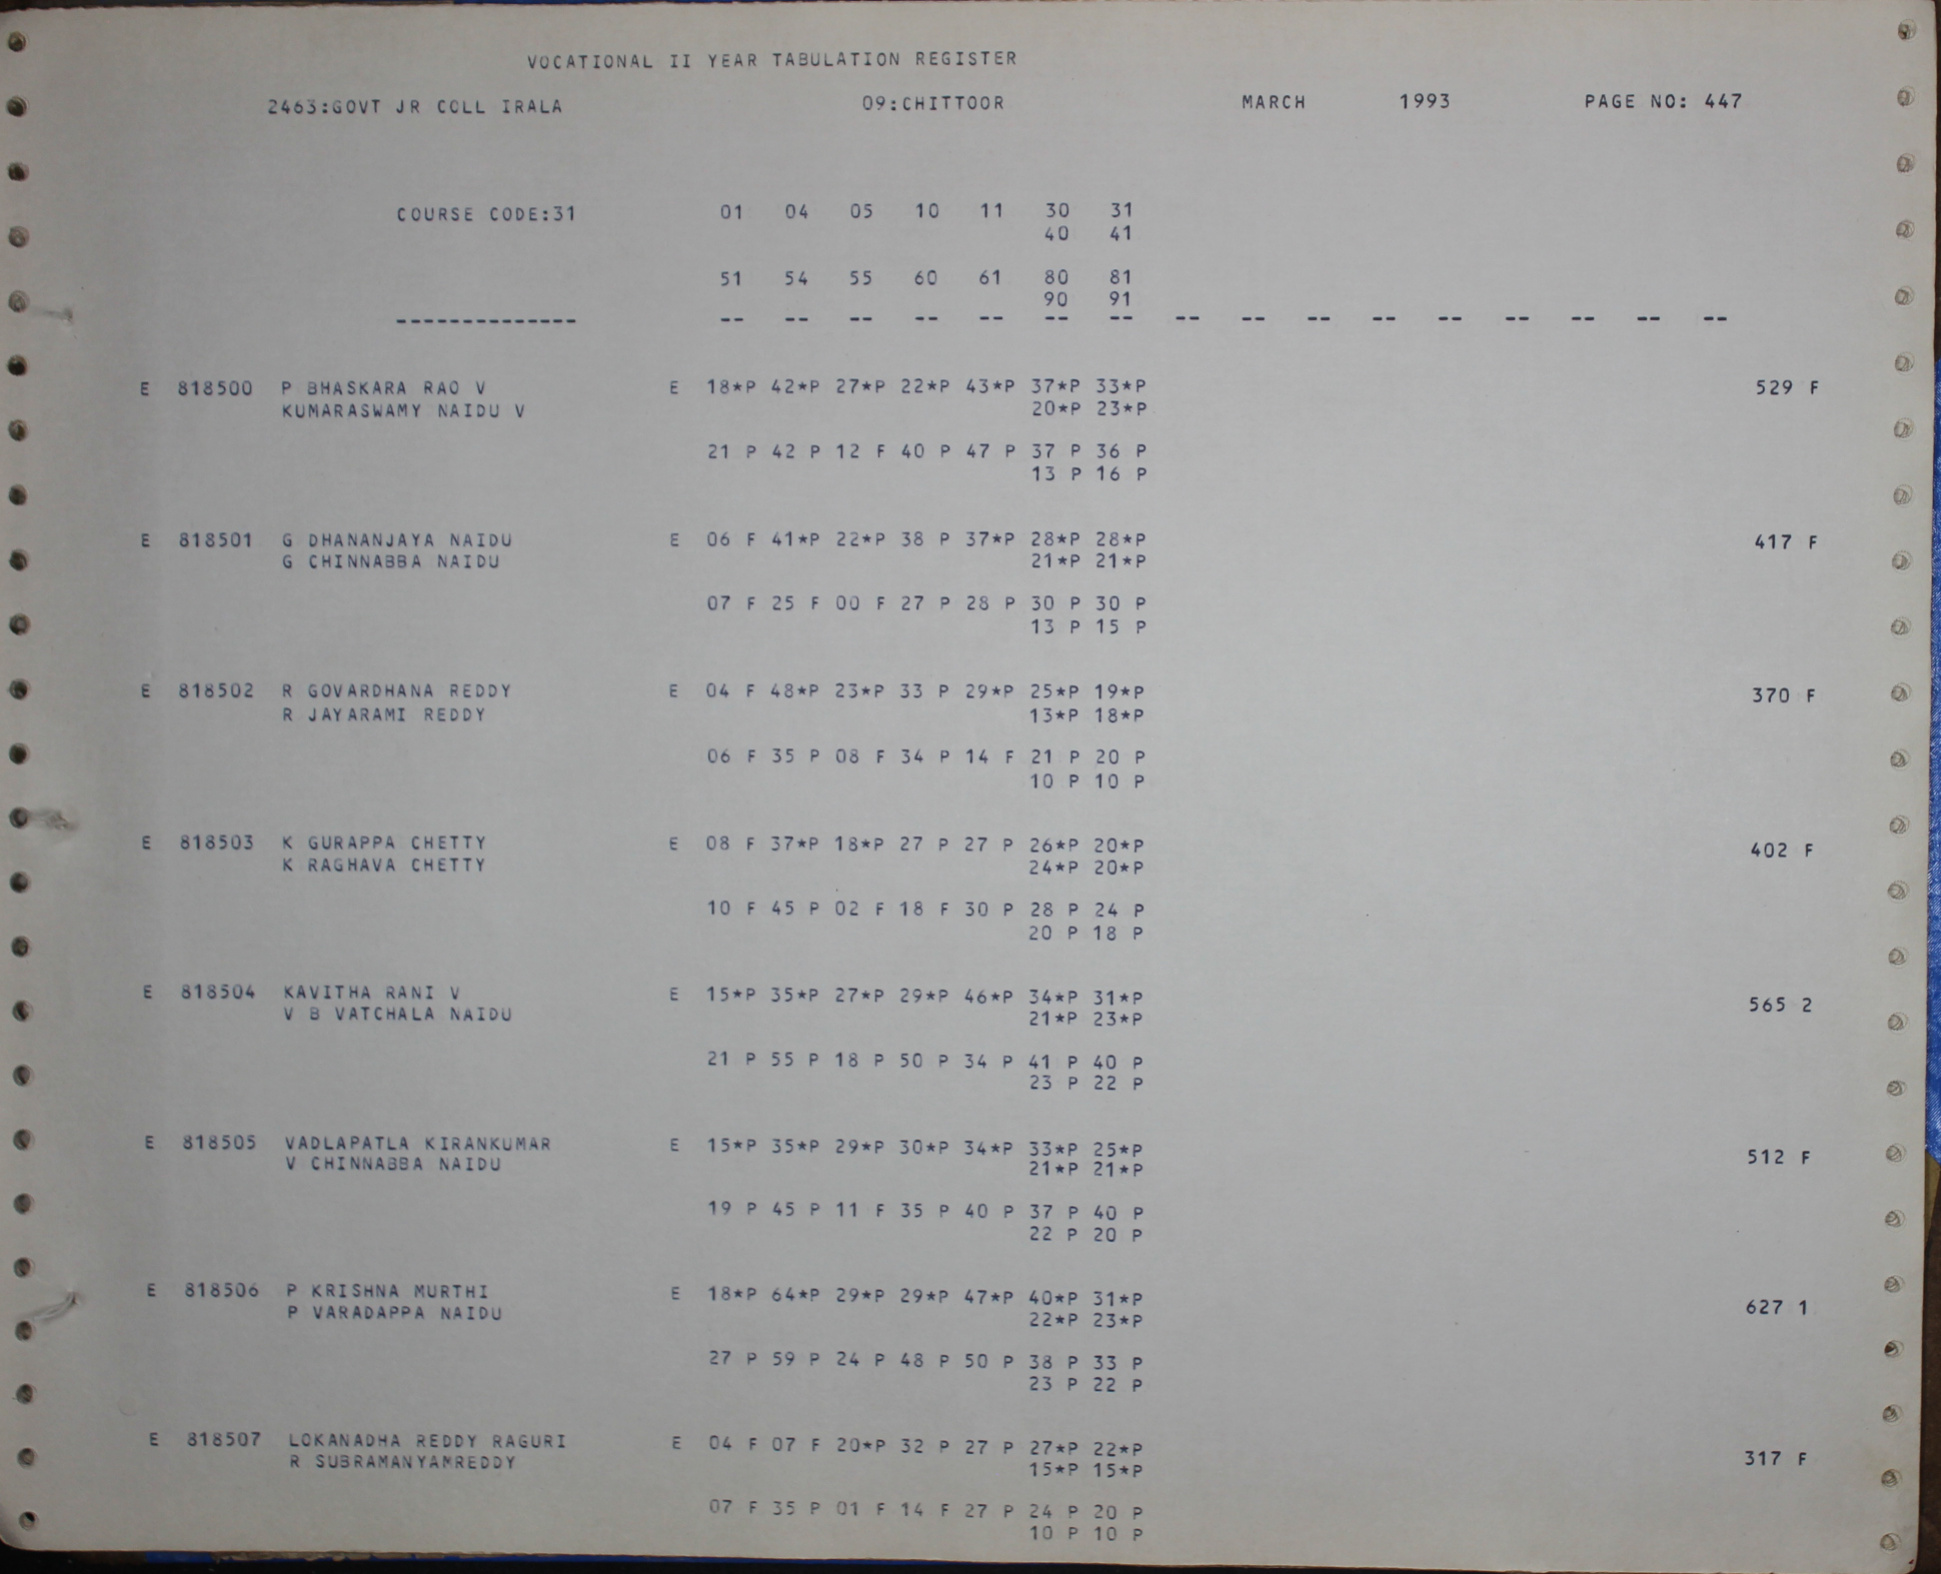 VOCATIONAL II YEAR TABULATION REGISTER
2463:GOVT JR COLL IRALA 09:CHITTOOR MARCH 1993 PAGE NO: 447
COURSE CODE:31 01 04 05 10 11 30 31
40 41
51 54 55 60 61 80 81
90 91
-------------- -- -- -- -- -- -- -- -- -- -- -- -- -- -- -- --
E 818500 P BHASKARA RAO V E 18*P 42*P 27*P 22*P 43*P 37*P 33*P 529 F
KUMARASWAMY NAIDU V 20*P 23*P
21 P 42 P 12 F 40 P 47 P 37 P 36 P
13 P 16 P
E 818501 G DHANANJAYA NAIDU E 06 F 41*P 22*P 38 P 37*P 28*P 28*P 417 F
G CHINNABBA NAIDU 21*P 21*P
07 F 25 F 00 F 27 P 28 P 30 P 30 P
13 P 15 P
E 818502 R GOVARDHANA REDDY E 04 F 48*P 23*P 33 P 29*P 25*P 19*P 370 F
R JAYARAMI REDDY 13*P 18*P
06 F 35 P 08 F 34 P 14 F 21 P 20 P
10 P 10 P
E 818503 K GURAPPA CHETTY E 08 F 37*P 18*P 27 P 27 P 26*P 20*P 402 F
K RAGHAVA CHETTY 24*P 20*P
10 F 45 P 02 F 18 F 30 P 28 P 24 P
20 P 18 P
E 818504 KAVITHA RANI V E 15*P 35*P 27*P 29*P 46*P 34*P 31*P 565 2
V B VATCHALA NAIDU 21*P 23*P
21 P 55 P 18 P 50 P 34 P 41 P 40 P
23 P 22 P
E 818505 VADLAPATLA KIRANKUMAR E 15*P 35*P 29*P 30*P 34*P 33*P 25*P 512 F
V CHINNABBA NAIDU 21*P 21*P
19 P 45 P 11 F 35 P 40 P 37 P 40 P
22 P 20 P
E 818506 P KRISHNA MURTHI E 18*P 64*P 29*P 29*P 47*P 40*P 31*P 627 1
P VARADAPPA NAIDU 22*P 23*P
27 P 59 P 24 P 48 P 50 P 38 P 33 P
23 P 22 P
E 818507 LOKANADHA REDDY RAGURI E 04 F 07 F 20*P 32 P 27 P 27*P 22*P 317 F
R SUBRAMANYAMREDDY 15*P 15*P
07 F 35 P 01 F 14 F 27 P 24 P 20 P
10 P 10 P